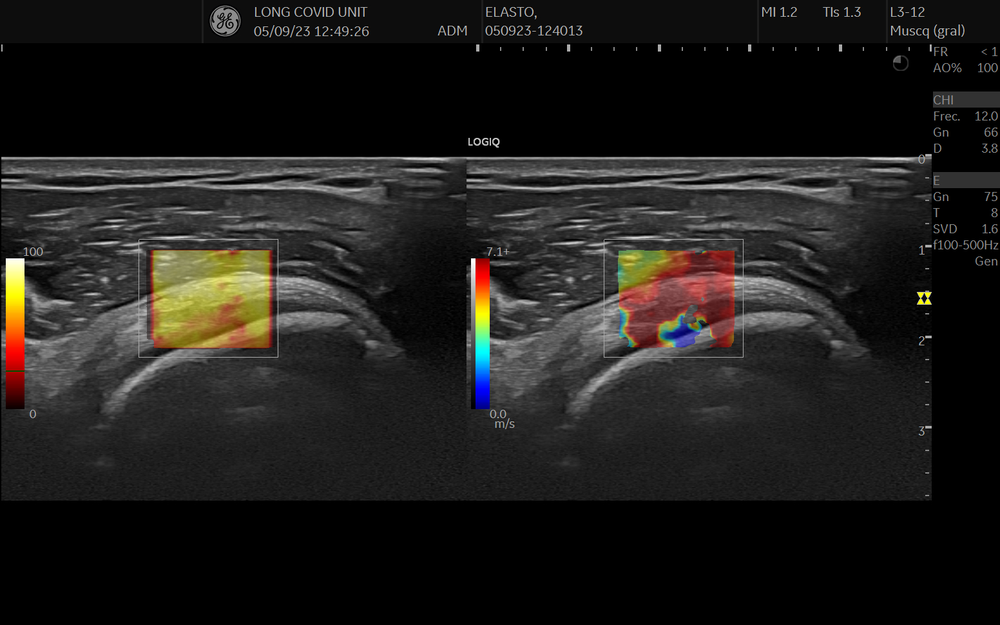 LONG COVID UNIT
05/09/23 12:49:26 ADM
ELASTO,
050923-124013
MI 1.2 TIs 1.3
L3-12
Muscq (gral)
FR < 1
AO% 100
CHI
Frec. 12.0
Gn 66
D 3.8
E
Gn 75
T 8
SVD 1.6
f100-500Hz
Gen
LOGIQ
100
0
7.1+
0.0
m/s
0
1
2
3